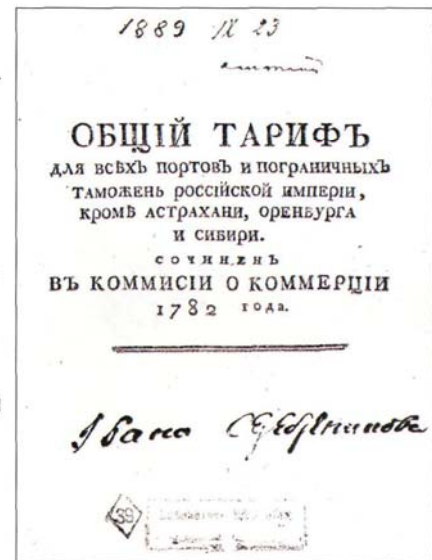 1889 IX 23
ОБЩІЙ ТАРИФЪ
ДЛЯ ВСѢХЪ ПОРТОВЪ И ПОГРАНИЧНЫХЪ
ТАМОЖЕНЬ РОССІЙСКОЙ ИМПЕРІИ,
КРОМѢ АСТРАХАНИ, ОРЕНБУРГА
И СИБИРИ.
СОЧИНЕНЪ
ВЪ КОММИСІИ О КОММЕРЦІИ
1782 года.
39